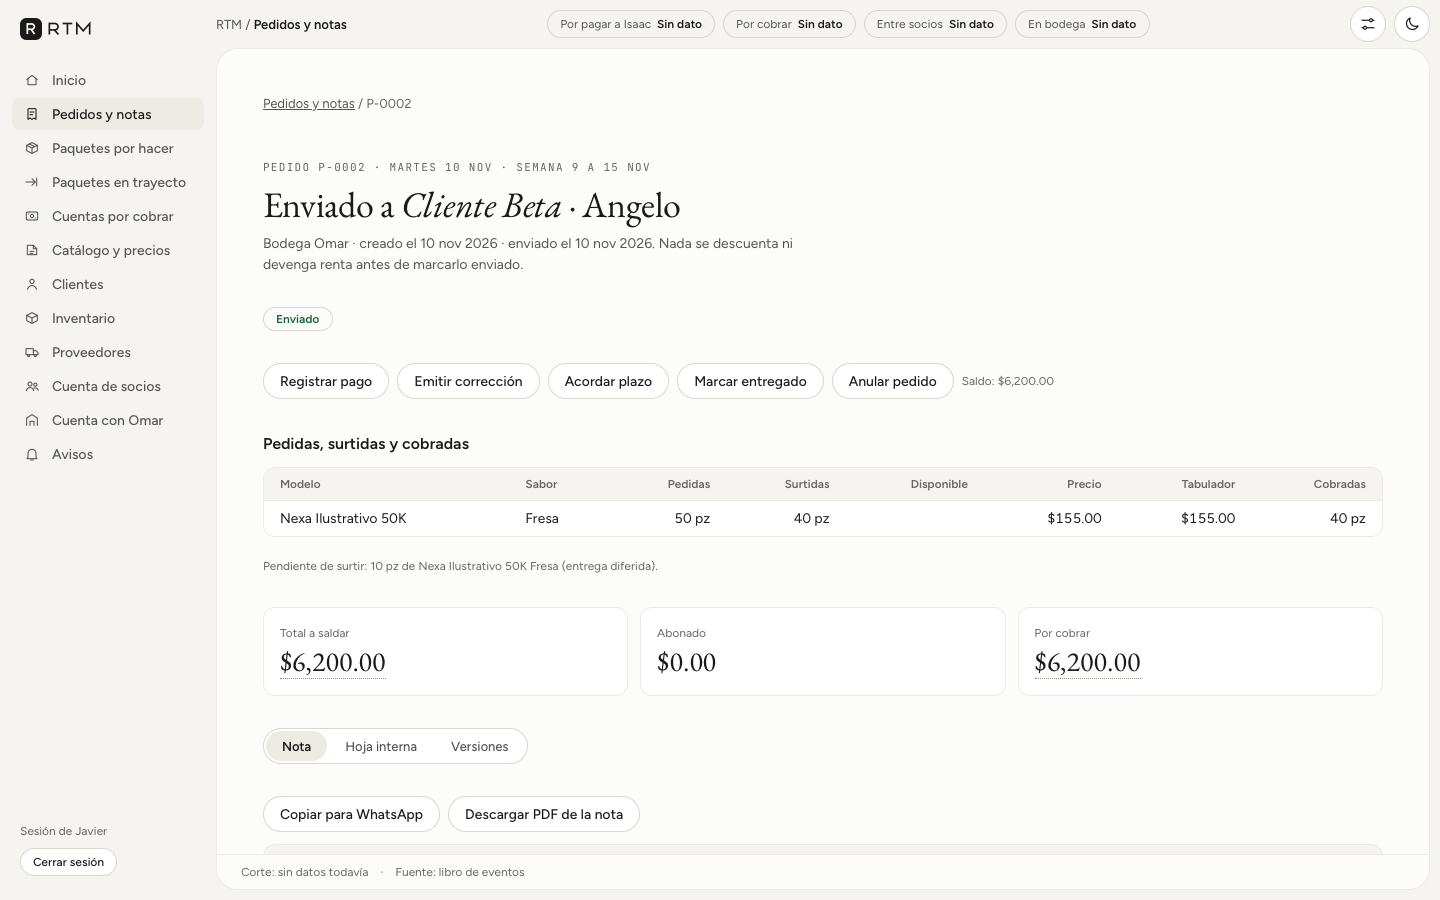 R RTM
RTM / Pedidos y notas
Por pagar a Isaac Sin dato
Por cobrar Sin dato
Entre socios Sin dato
En bodega Sin dato
Inicio
Pedidos y notas
Paquetes por hacer
Paquetes en trayecto
Cuentas por cobrar
Catálogo y precios
Clientes
Inventario
Proveedores
Cuenta de socios
Cuenta con Omar
Avisos
Sesión de Javier
Cerrar sesión
Pedidos y notas / P-0002
PEDIDO P-0002 · MARTES 10 NOV · SEMANA 9 A 15 NOV
Enviado a Cliente Beta · Angelo
Bodega Omar · creado el 10 nov 2026 · enviado el 10 nov 2026. Nada se descuenta ni
devenga renta antes de marcarlo enviado.
Enviado
Registrar pago
Emitir corrección
Acordar plazo
Marcar entregado
Anular pedido
Saldo: $6,200.00
Pedidas, surtidas y cobradas
Modelo Sabor Pedidas Surtidas Disponible Precio Tabulador Cobradas
Nexa Ilustrativo 50K Fresa 50 pz 40 pz $155.00 $155.00 40 pz
Pendiente de surtir: 10 pz de Nexa Ilustrativo 50K Fresa (entrega diferida).
Total a saldar
$6,200.00
Abonado
$0.00
Por cobrar
$6,200.00
Nota
Hoja interna
Versiones
Copiar para WhatsApp
Descargar PDF de la nota
Corte: sin datos todavía · Fuente: libro de eventos